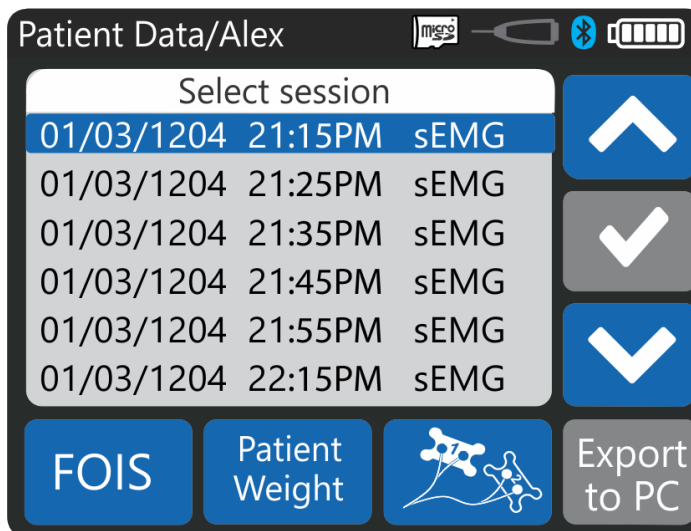 Patient Data/Alex
micro
Select session
01/03/1204 21:15PM sEMG
01/03/1204 21:25PM sEMG
01/03/1204 21:35PM sEMG
01/03/1204 21:45PM sEMG
01/03/1204 21:55PM sEMG
01/03/1204 22:15PM sEMG
FOIS
Patient
Weight
1
2
Export
to PC